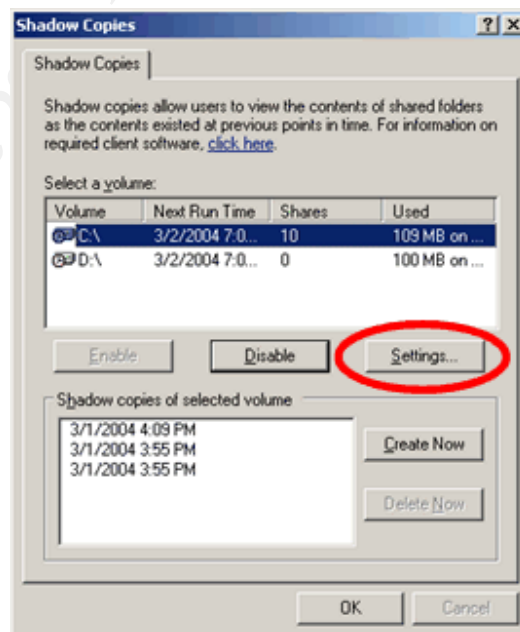 Shadow Copies
Shadow Copies
Shadow copies allow users to view the contents of shared folders
as the contents existed at previous points in time. For information on
required client software, click here.
Select a volume:
Volume Next Run Time Shares Used
C:\ 3/2/2004 7:0... 10 109 MB on ...
D:\ 3/2/2004 7:0... 0 100 MB on ...
Enable Disable Settings...
Shadow copies of selected volume
3/1/2004 4:09 PM
3/1/2004 3:55 PM
3/1/2004 3:55 PM
Create Now
Delete Now
OK Cancel